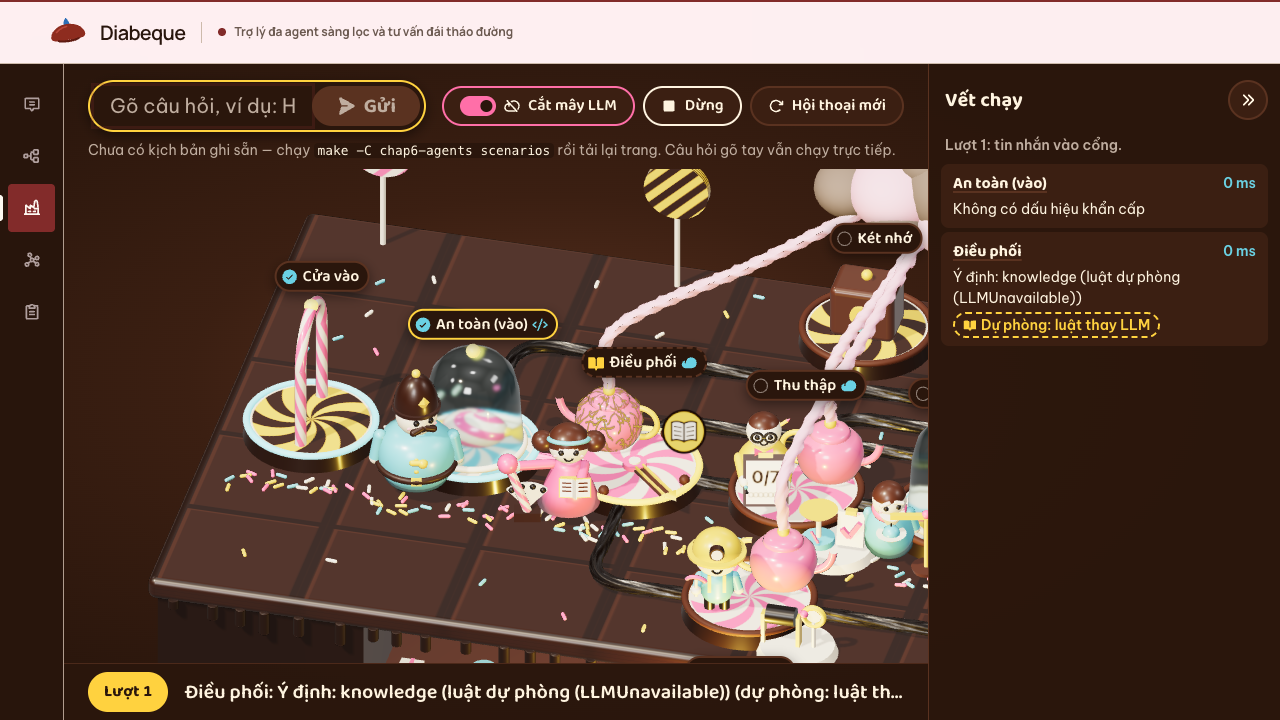 Diabeque
Trợ lý đa agent sàng lọc và tư vấn đái tháo đường
Gõ câu hỏi, ví dụ: H
Gửi
Cắt mây LLM
Dừng
Hội thoại mới
Chưa có kịch bản ghi sẵn — chạy make -C chap6-agents scenarios rồi tải lại trang. Câu hỏi gõ tay vẫn chạy trực tiếp.
Cửa vào
An toàn (vào) </>
Điều phối
Két nhớ
Thu thập
0/7
Lượt 1
Điều phối: Ý định: knowledge (luật dự phòng (LLMUnavailable)) (dự phòng: luật th...
Vết chạy
Lượt 1: tin nhắn vào cổng.
An toàn (vào)
0 ms
Không có dấu hiệu khẩn cấp
Điều phối
0 ms
Ý định: knowledge (luật dự phòng
(LLMUnavailable))
Dự phòng: luật thay LLM